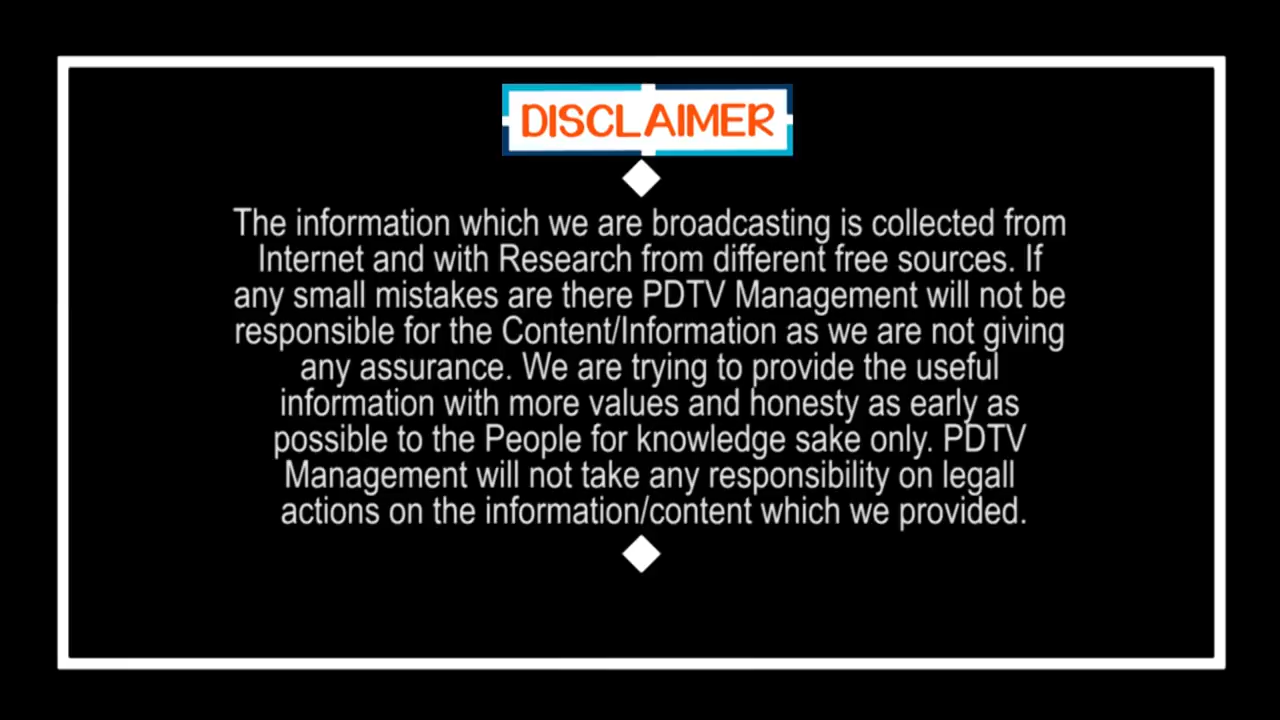 DISCLAIMER
The information which we are broadcasting is collected from
Internet and with Research from different free sources. If
any small mistakes are there PDTV Management will not be
responsible for the Content/Information as we are not giving
any assurance. We are trying to provide the useful
information with more values and honesty as early as
possible to the People for knowledge sake only. PDTV
Management will not take any responsibility on legall
actions on the information/content which we provided.